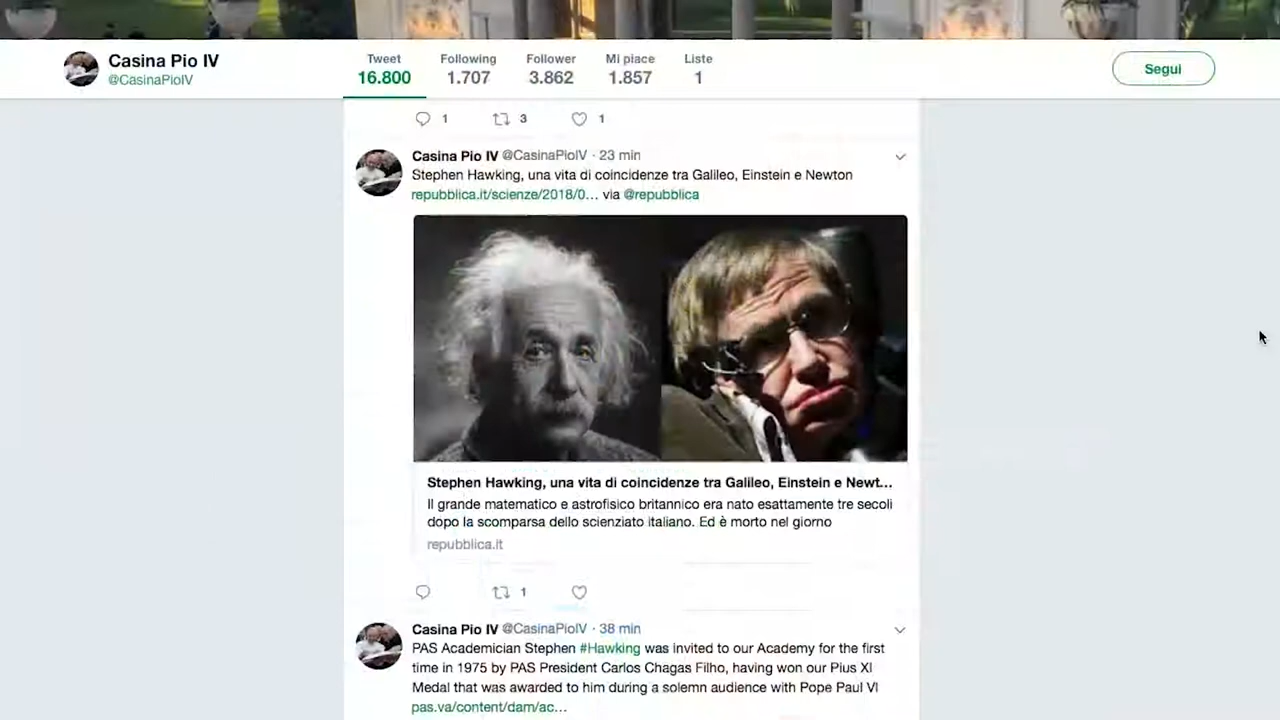 Casina Pio IV
@CasinaPioIV
Tweet
16.800
Following
1.707
Follower
3.862
Mi piace
1.857
Liste
1
Segui
1
3
1
Casina Pio IV @CasinaPioIV · 23 min
Stephen Hawking, una vita di coincidenze tra Galileo, Einstein e Newton
repubblica.it/scienze/2018/0... via @repubblica
Stephen Hawking, una vita di coincidenze tra Galileo, Einstein e Newt...
Il grande matematico e astrofisico britannico era nato esattamente tre secoli
dopo la scomparsa dello scienziato italiano. Ed è morto nel giorno
repubblica.it
1
Casina Pio IV @CasinaPioIV · 38 min
PAS Academician Stephen #Hawking was invited to our Academy for the first
time in 1975 by PAS President Carlos Chagas Filho, having won our Pius XI
Medal that was awarded to him during a solemn audience with Pope Paul VI
pas.va/content/dam/ac...